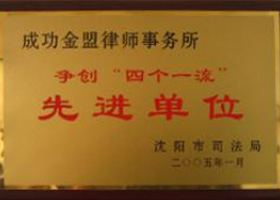 成功金盟律师事务所
争创“四个一流”
先进单位
沈阳市司法局
二〇〇五年一月